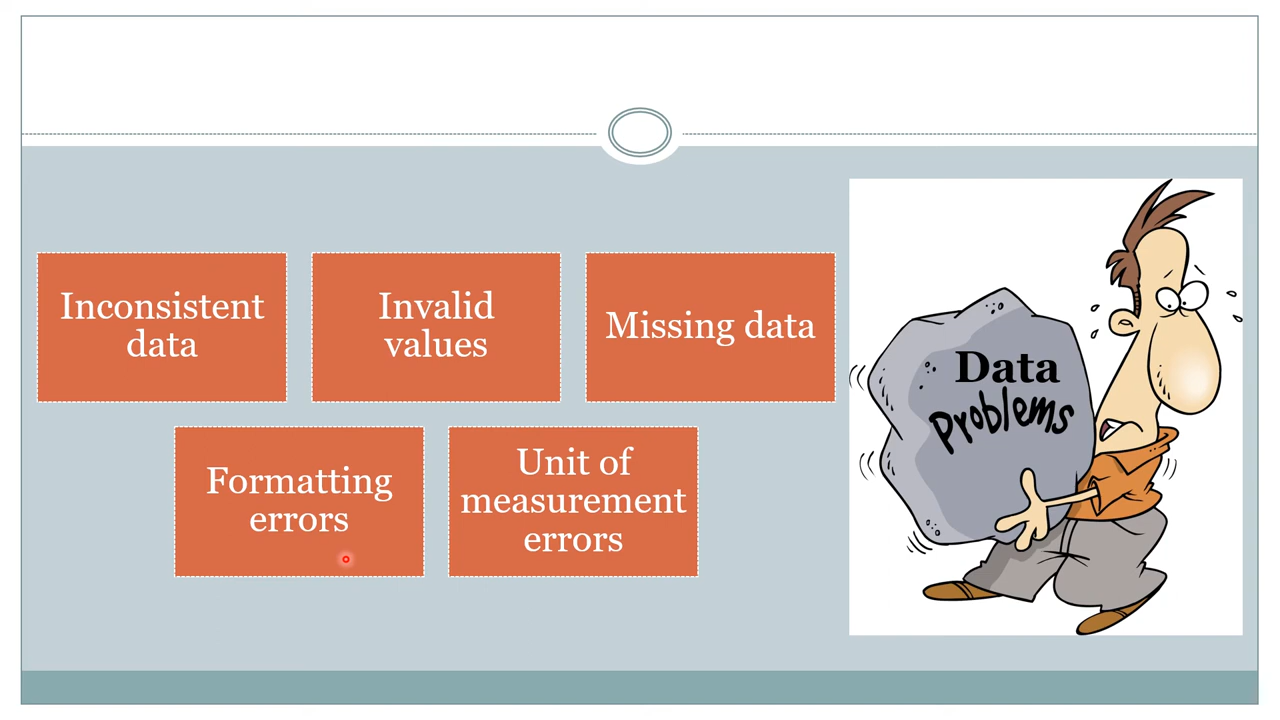 Inconsistent
data
Invalid
values
Missing data
Formatting
errors
Unit of
measurement
errors
Data
Problems